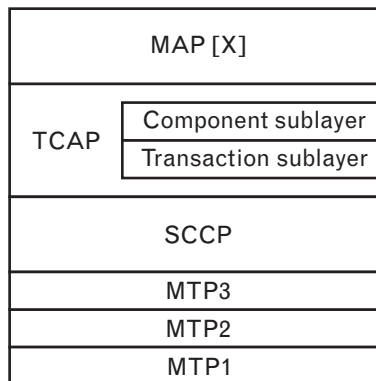 MAP [X]
TCAP
Component sublayer
Transaction sublayer
SCCP
MTP3
MTP2
MTP1